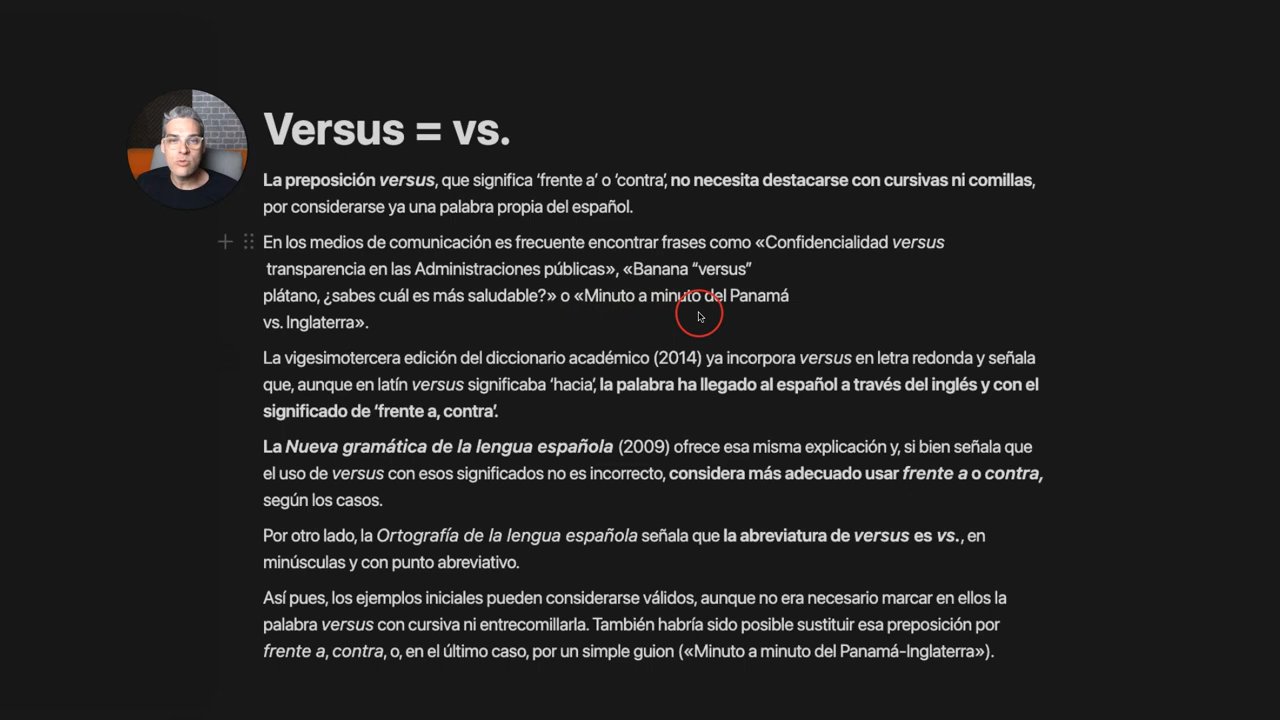 Versus = vs.
La preposición versus, que significa ‘frente a’ o ‘contra’, no necesita destacarse con cursivas ni comillas,
por considerarse ya una palabra propia del español.
En los medios de comunicación es frecuente encontrar frases como «Confidencialidad versus
transparencia en las Administraciones públicas», «Banana “versus”
plátano, ¿sabes cuál es más saludable?» o «Minuto a minuto del Panamá
vs. Inglaterra».
La vigesimotercera edición del diccionario académico (2014) ya incorpora versus en letra redonda y señala
que, aunque en latín versus significaba ‘hacia’, la palabra ha llegado al español a través del inglés y con el
significado de ‘frente a, contra’.
La Nueva gramática de la lengua española (2009) ofrece esa misma explicación y, si bien señala que
el uso de versus con esos significados no es incorrecto, considera más adecuado usar frente a o contra,
según los casos.
Por otro lado, la Ortografía de la lengua española señala que la abreviatura de versus es vs., en
minúsculas y con punto abreviativo.
Así pues, los ejemplos iniciales pueden considerarse válidos, aunque no era necesario marcar en ellos la
palabra versus con cursiva ni entrecomillarla. También habría sido posible sustituir esa preposición por
frente a, contra, o, en el último caso, por un simple guion («Minuto a minuto del Panamá-Inglaterra»).